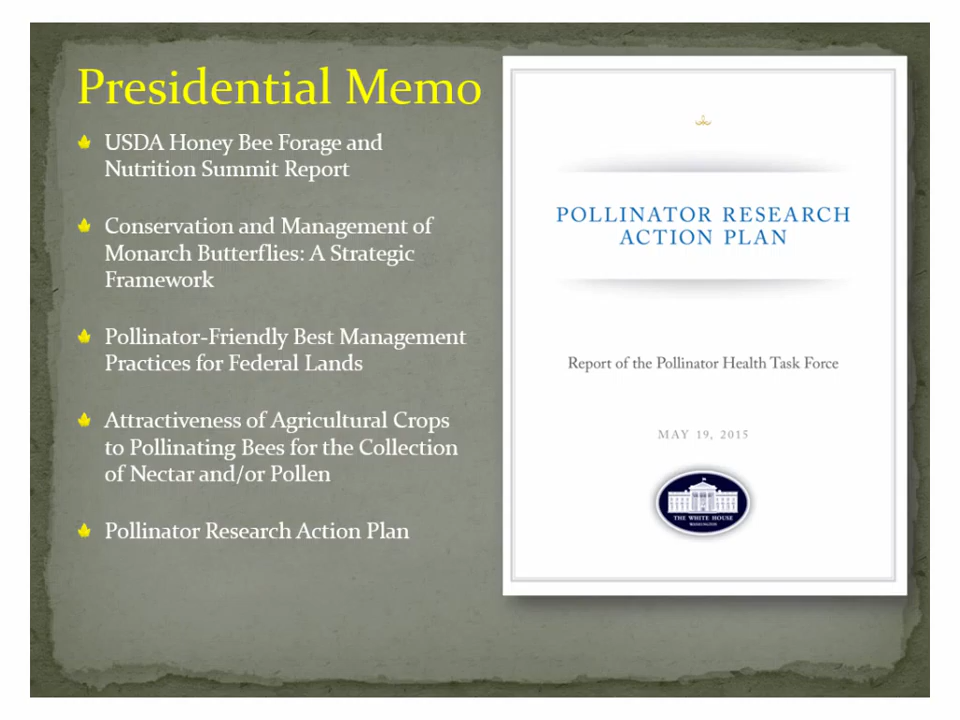 Presidential Memo
USDA Honey Bee Forage and
Nutrition Summit Report
Conservation and Management of
Monarch Butterflies: A Strategic
Framework
Pollinator-Friendly Best Management
Practices for Federal Lands
Attractiveness of Agricultural Crops
to Pollinating Bees for the Collection
of Nectar and/or Pollen
Pollinator Research Action Plan
POLLINATOR RESEARCH
ACTION PLAN
Report of the Pollinator Health Task Force
MAY 19, 2015
THE WHITE HOUSE
WASHINGTON